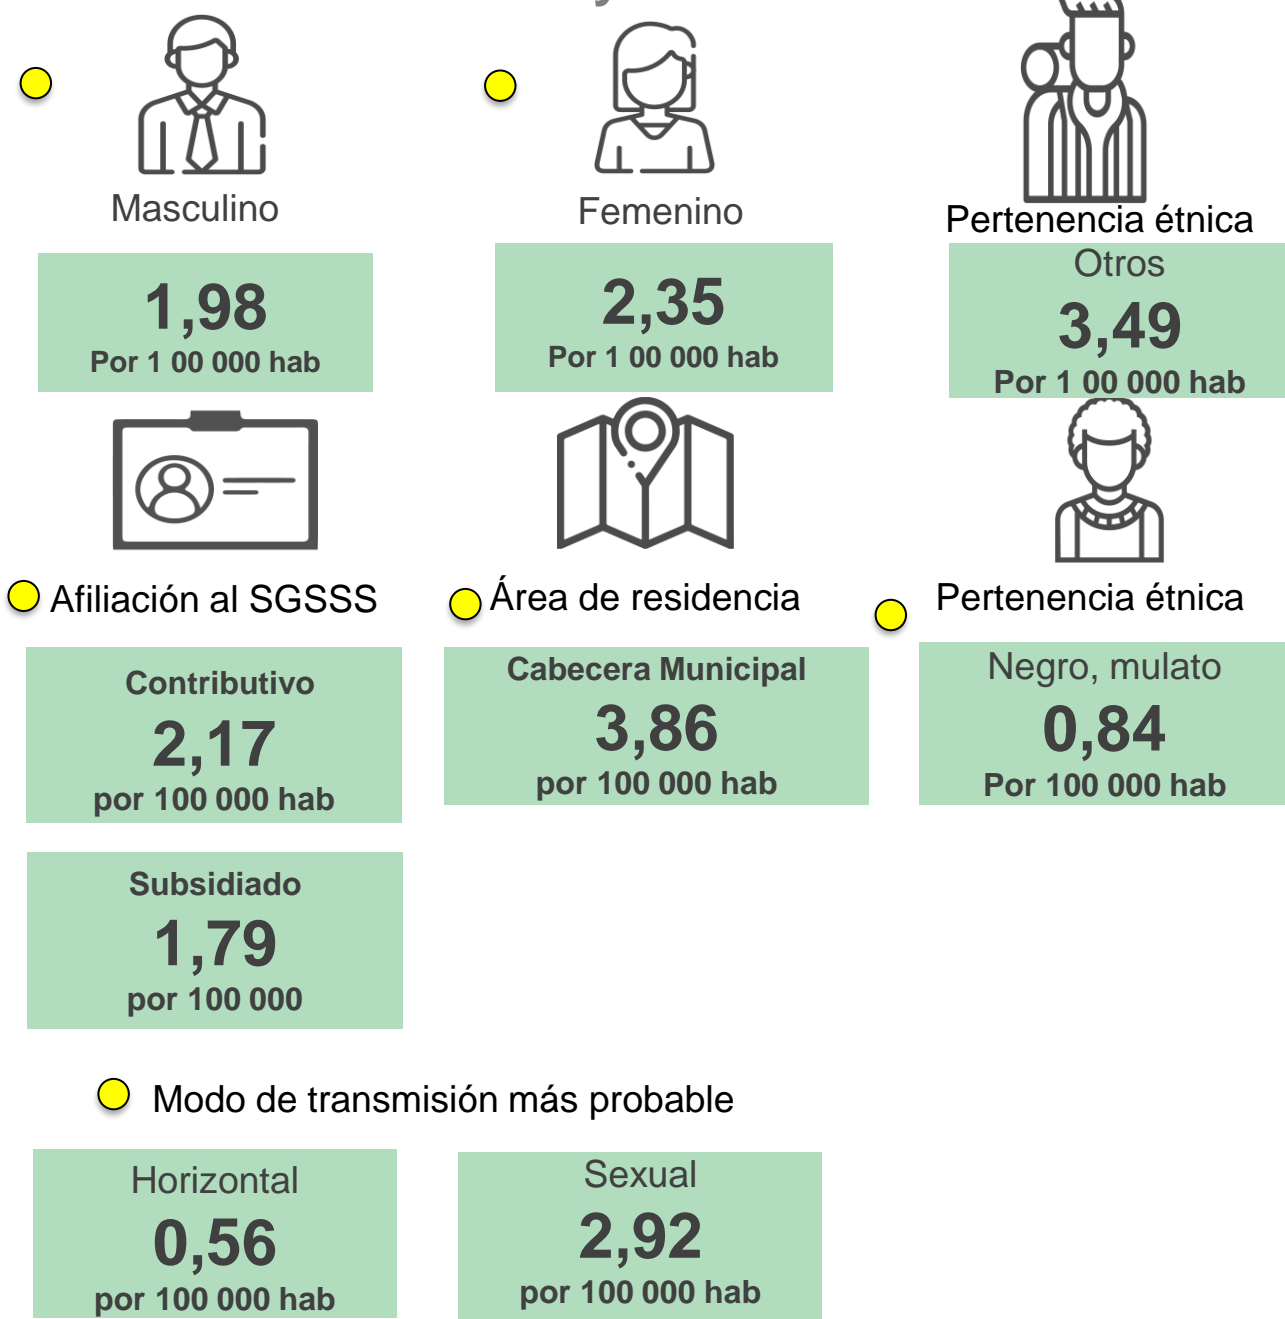 Masculino
1,98
Por 1 00 000 hab
Femenino
2,35
Por 1 00 000 hab
Pertenencia étnica
Otros
3,49
Por 1 00 000 hab
Afiliación al SGSSS
Contributivo
2,17
por 100 000 hab
Subsidiado
1,79
por 100 000
Área de residencia
Cabecera Municipal
3,86
por 100 000 hab
Pertenencia étnica
Negro, mulato
0,84
Por 100 000 hab
Modo de transmisión más probable
Horizontal
0,56
por 100 000 hab
Sexual
2,92
por 100 000 hab